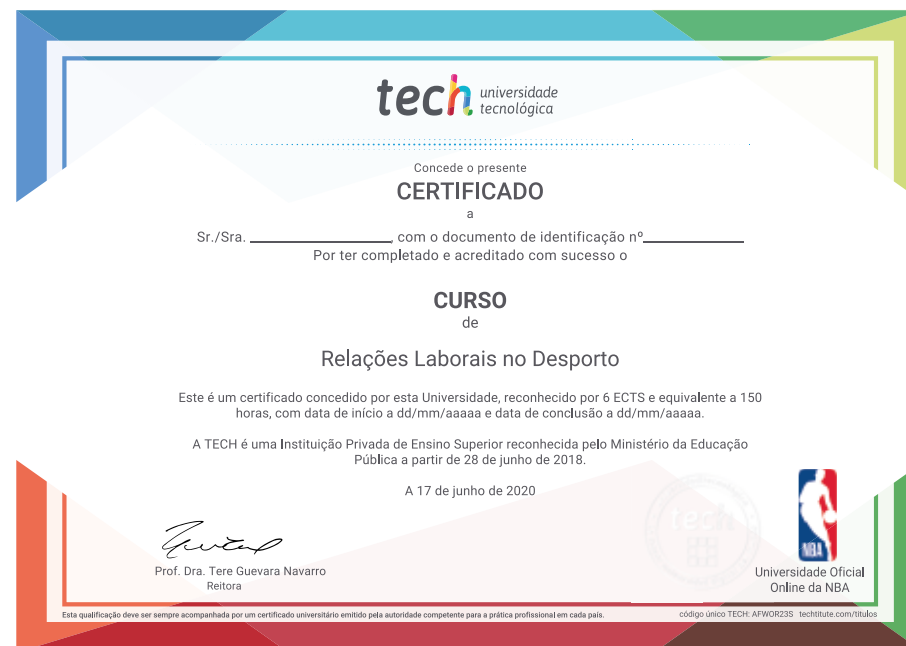 tech universidade
tecnológica
Concede o presente
CERTIFICADO
a
Sr./Sra. ____________________, com o documento de identificação nº______________
Por ter completado e acreditado com sucesso o
CURSO
de
Relações Laborais no Desporto
Este é um certificado concedido por esta Universidade, reconhecido por 6 ECTS e equivalente a 150
horas, com data de início a dd/mm/aaaaa e data de conclusão a dd/mm/aaaaa.
A TECH é uma Instituição Privada de Ensino Superior reconhecida pelo Ministério da Educação
Pública a partir de 28 de junho de 2018.
A 17 de junho de 2020
tech
NBA
Prof. Dra. Tere Guevara Navarro
Reitora
Universidade Oficial
Online da NBA
Esta qualificação deve ser sempre acompanhada por um certificado universitário emitido pela autoridade competente para a prática profissional em cada país.
código único TECH: AFWOR23S techtitute.com/titulos